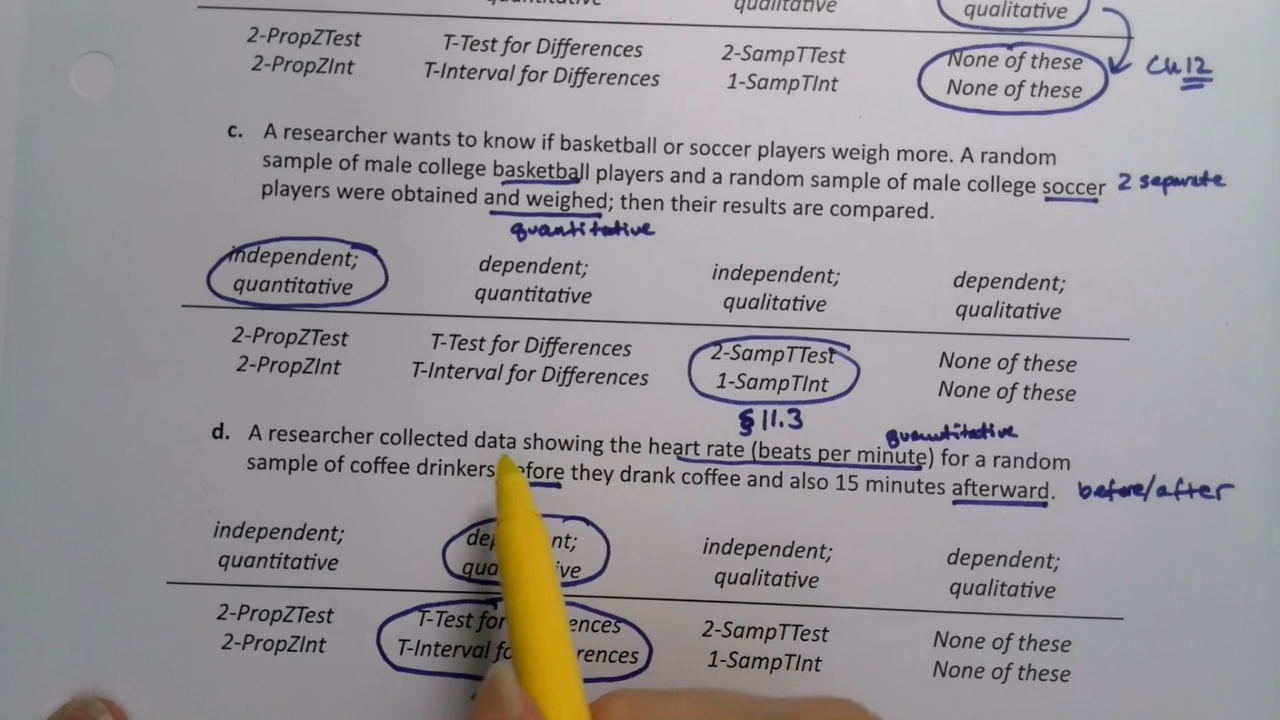 qualitative qualitative
2-PropZTest T-Test for Differences 2-SampTTest None of these
2-PropZInt T-Interval for Differences 1-SampTInt None of these
Ch 12
c. A researcher wants to know if basketball or soccer players weigh more. A random
sample of male college basketball players and a random sample of male college soccer 2 separate
players were obtained and weighed; then their results are compared.
quantitative
independent; dependent; independent; dependent;
quantitative quantitative qualitative qualitative
2-PropZTest T-Test for Differences 2-SampTTest None of these
2-PropZInt T-Interval for Differences 1-SampTInt None of these
§ 11.3
quantitative
d. A researcher collected data showing the heart rate (beats per minute) for a random
sample of coffee drinkers before they drank coffee and also 15 minutes afterward. before/after
independent; independent; dependent;
quantitative qualitative qualitative
2-PropZTest T-Test for 2-SampTTest None of these
2-PropZInt T-Interval 1-SampTInt None of these